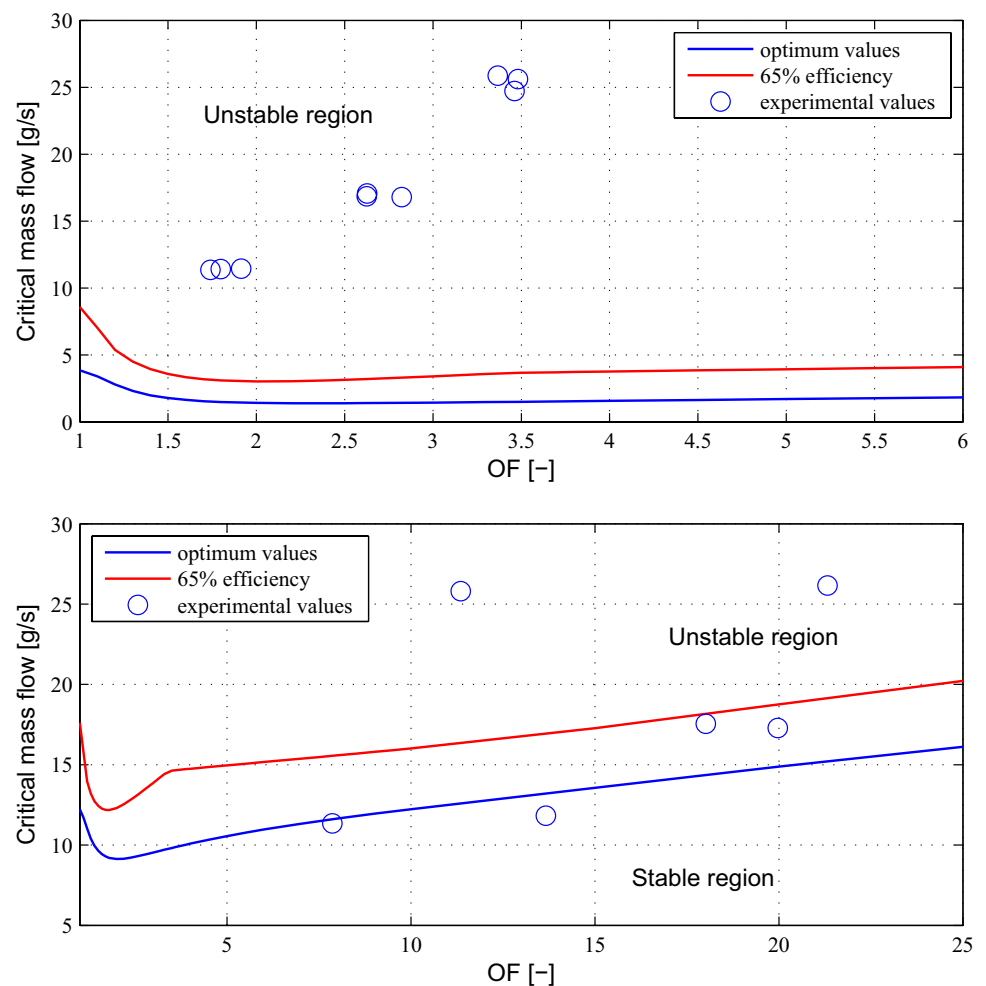 30
25
20
15
10
5
0
Critical mass flow [g/s]
optimum values
65% efficiency
experimental values
Unstable region
1 1.5 2 2.5 3 3.5 4 4.5 5 5.5 6
OF [−]
30
25
20
15
10
5
Critical mass flow [g/s]
optimum values
65% efficiency
experimental values
Unstable region
Stable region
5 10 15 20 25
OF [−]